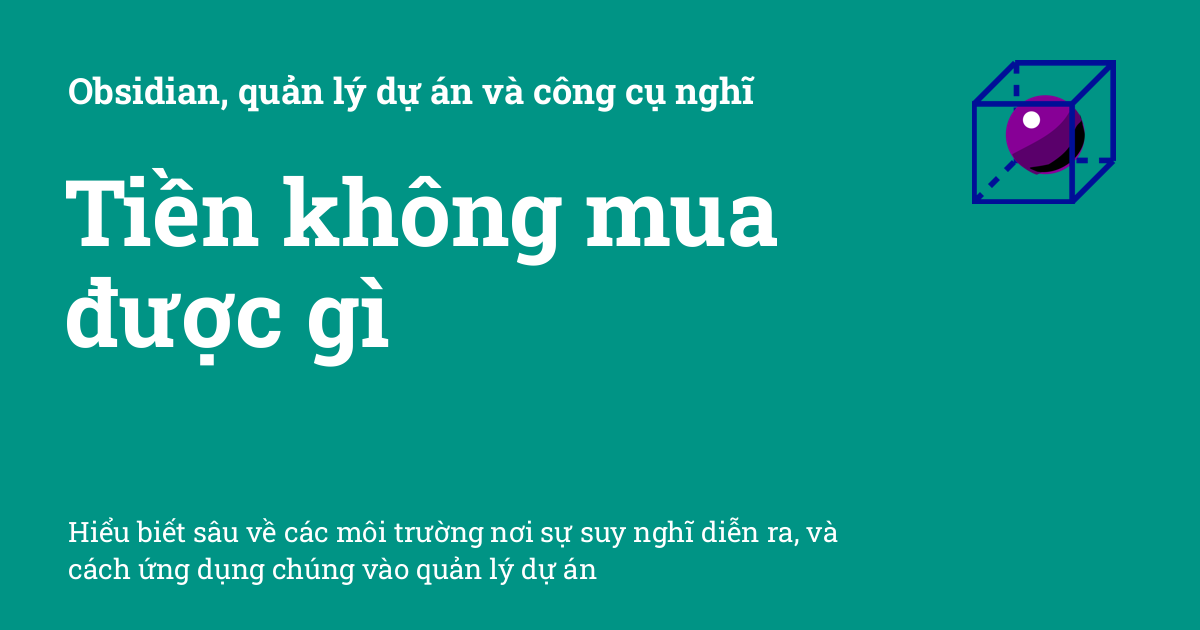 Obsidian, quản lý dự án và công cụ nghĩ
Tiền không mua
được gì
Hiểu biết sâu về các môi trường nơi sự suy nghĩ diễn ra, và
cách ứng dụng chúng vào quản lý dự án